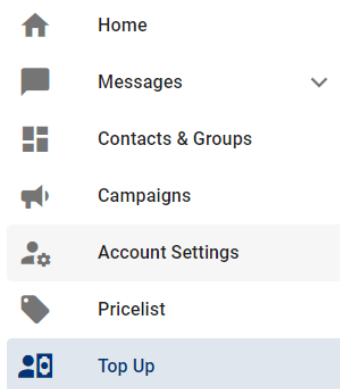 Home
Messages
Contacts & Groups
Campaigns
Account Settings
Pricelist
Top Up